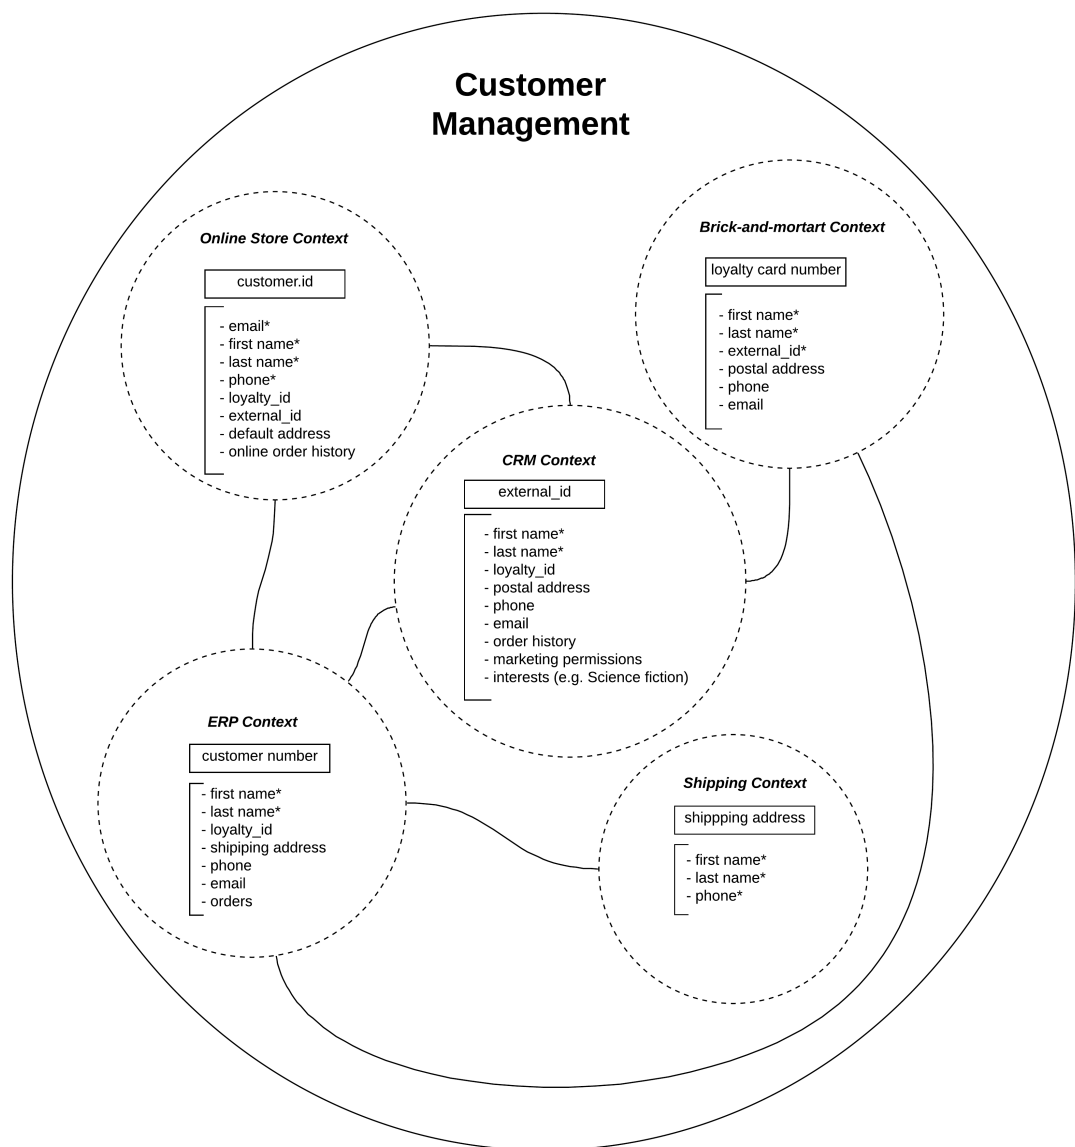 Customer
Management
Online Store Context
customer.id
- email*
- first name*
- last name*
- phone*
- loyalty_id
- external_id
- default address
- online order history
Brick-and-mortart Context
loyalty card number
- first name*
- last name*
- external_id*
- postal address
- phone
- email
CRM Context
external_id
- first name*
- last name*
- loyalty_id
- postal address
- phone
- email
- order history
- marketing permissions
- interests (e.g. Science fiction)
ERP Context
customer number
- first name*
- last name*
- loyalty_id
- shipiping address
- phone
- email
- orders
Shipping Context
shippping address
- first name*
- last name*
- phone*